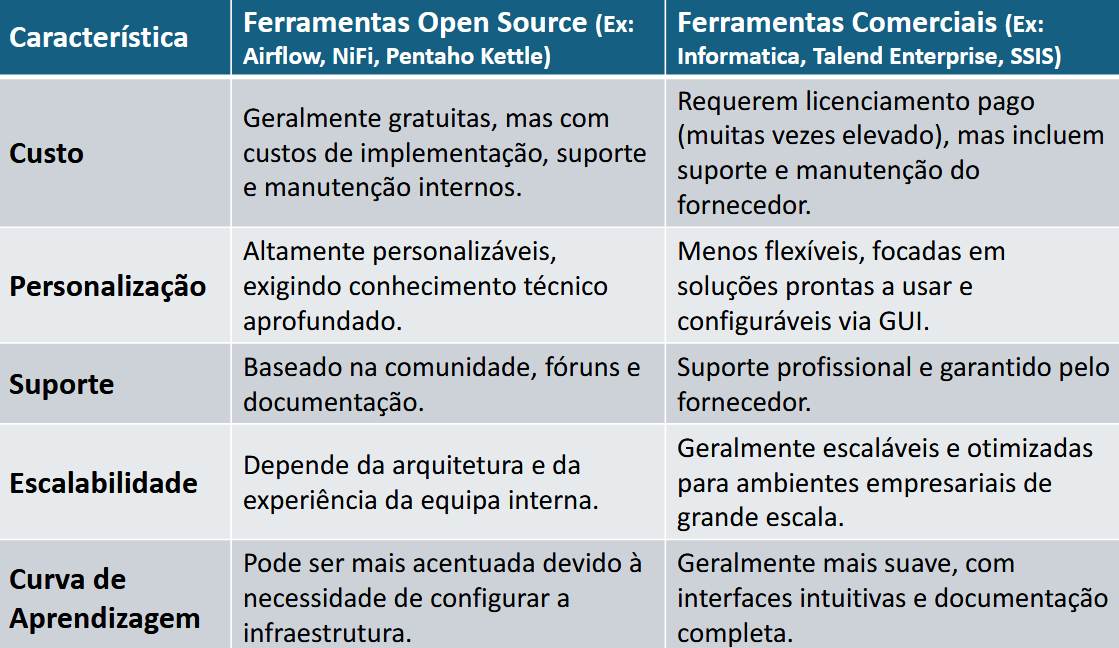 Característica
Ferramentas Open Source (Ex:
Airflow, NiFi, Pentaho Kettle)
Ferramentas Comerciais (Ex:
Informatica, Talend Enterprise, SSIS)
Custo
Geralmente gratuitas, mas com
custos de implementação, suporte
e manutenção internos.
Requerem licenciamento pago
(muitas vezes elevado), mas incluem
suporte e manutenção do
fornecedor.
Personalização
Altamente personalizáveis,
exigindo conhecimento técnico
aprofundado.
Menos flexíveis, focadas em
soluções prontas a usar e
configuráveis via GUI.
Suporte
Baseado na comunidade, fóruns e
documentação.
Suporte profissional e garantido pelo
fornecedor.
Escalabilidade
Depende da arquitetura e da
experiência da equipa interna.
Geralmente escaláveis e otimizadas
para ambientes empresariais de
grande escala.
Curva de
Aprendizagem
Pode ser mais acentuada devido à
necessidade de configurar a
infraestrutura.
Geralmente mais suave, com
interfaces intuitivas e documentação
completa.